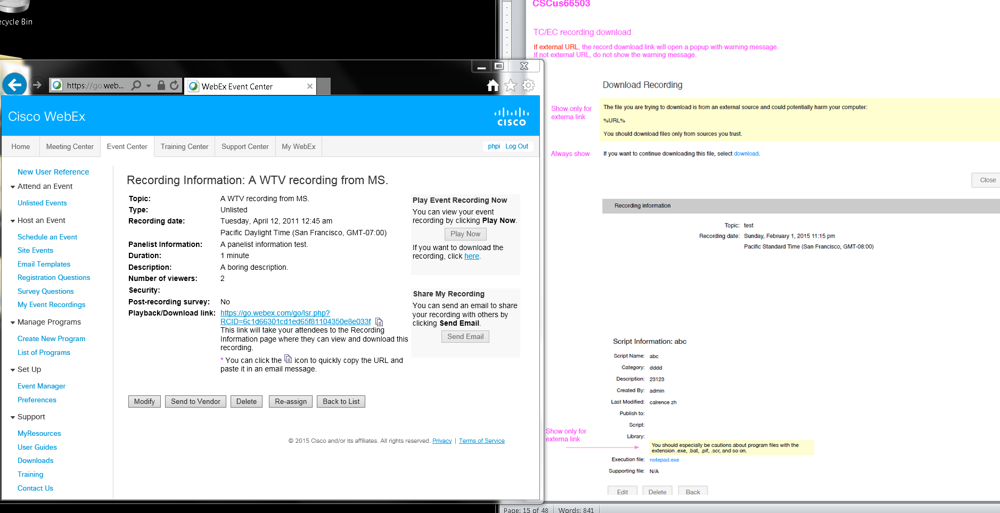 ecycle Bin
https://go.web...
WebEx Event Center
Cisco WebEx
CISCO
Home
Meeting Center
Event Center
Training Center
Support Center
My WebEx
phpi
Log Out
New User Reference
Attend an Event
Unlisted Events
Host an Event
Schedule an Event
Site Events
Email Templates
Registration Questions
Survey Questions
My Event Recordings
Manage Programs
Create New Program
List of Programs
Set Up
Event Manager
Preferences
Support
MyResources
User Guides
Downloads
Training
Contact Us
Recording Information: A WTV recording from MS.
Topic: A WTV recording from MS.
Type: Unlisted
Recording date: Tuesday, April 12, 2011 12:45 am
Pacific Daylight Time (San Francisco, GMT-07:00)
Panelist Information: A panelist information test.
Duration: 1 minute
Description: A boring description.
Number of viewers: 2
Security:
Post-recording survey: No
Playback/Download link: https://go.webex.com/go/lsr.php?
RCID=6c1d66301cd1ed65f81104350e8e033f
This link will take your attendees to the Recording
Information page where they can view and download this
recording.
* You can click the icon to quickly copy the URL and
paste it in an email message.
Play Event Recording Now
You can view your event
recording by clicking Play Now.
Play Now
If you want to download the
recording, click here.
Share My Recording
You can send an email to share
your recording with others by
clicking Send Email.
Send Email
Modify
Send to Vendor
Delete
Re-assign
Back to List
© 2015 Cisco and/or its affiliates. All rights reserved. Privacy | Terms of Service
CSCus66503
TC/EC recording download
If external URL, the record download link will open a popup with warning message.
If not external URL, do not show the warning message.
Download Recording
Show only for
externa link
The file you are trying to download is from an external source and could potentially harm your computer:
%URL%
You should download files only from sources you trust.
Always show
If you want to continue downloading this file, select download.
Close
Recording information
Topic: test
Recording date: Sunday, February 1, 2015 11:15 pm
Pacific Standard Time (San Francisco, GMT-08:00)
Script Information: abc
Script Name: abc
Category: dddd
Description: 23123
Created By: admin
Last Modified: calrence zh
Publish to:
Script:
Library:
Show only for
externa link
You should especially be cautions about program files with the
extension .exe, .bat, .pif, .scr, and so on.
Execution file: notepad.exe
Supporting file: N/A
Edit
Delete
Back
Page: 15 of 48
Words: 841